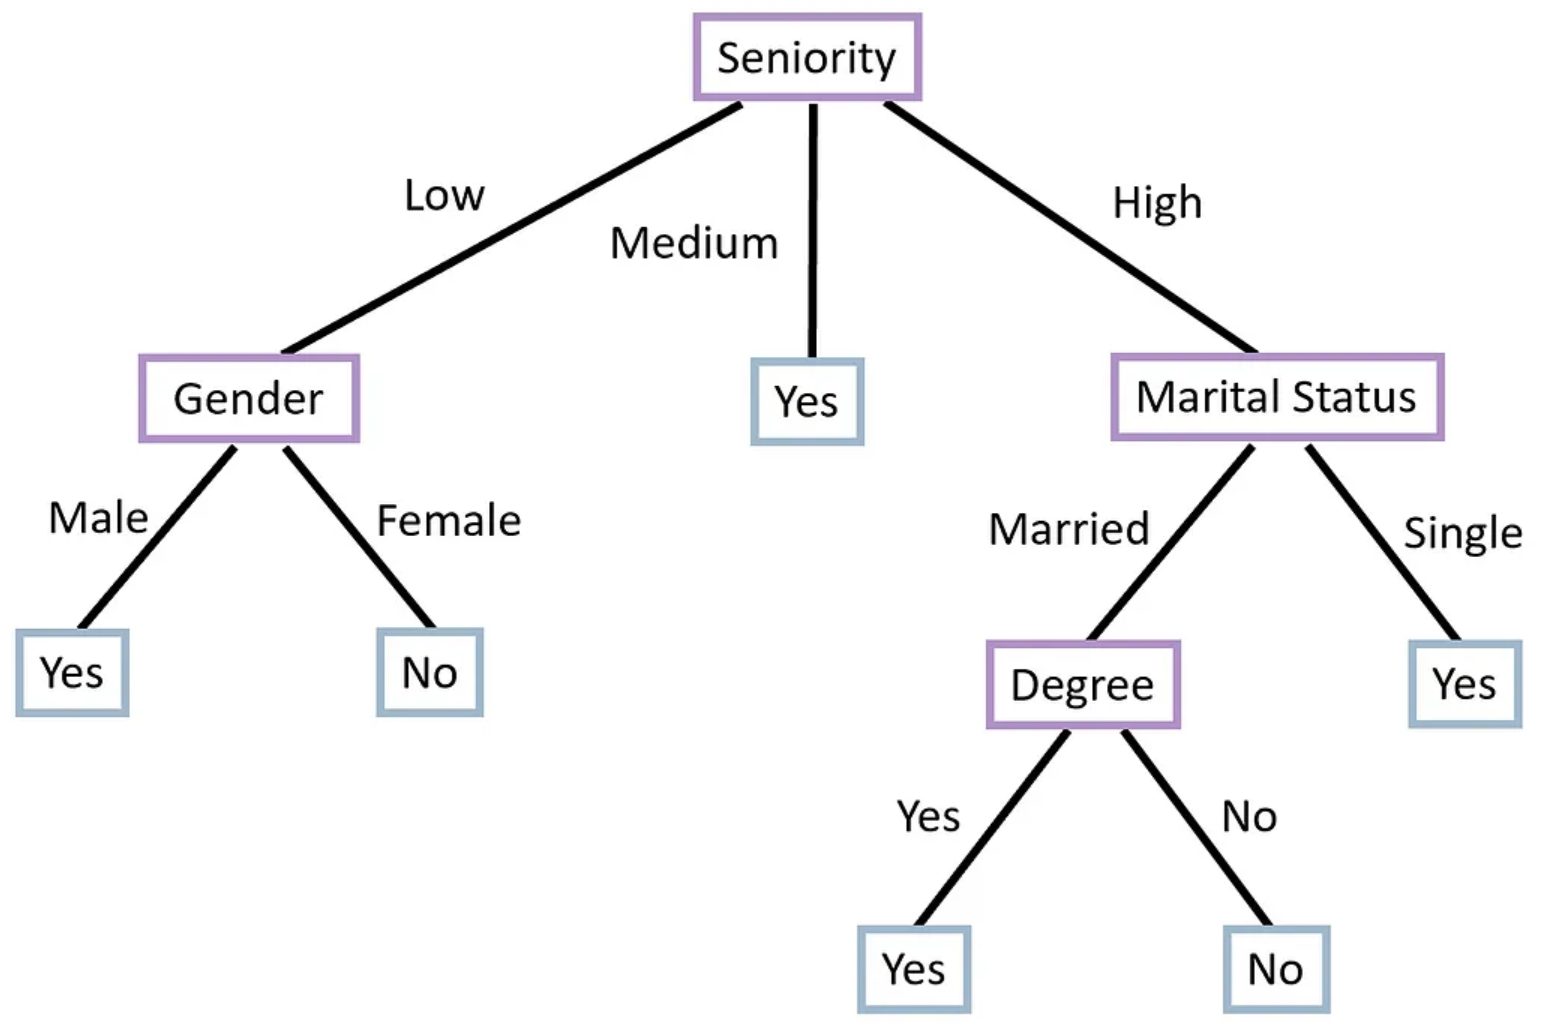 Seniority
Low
Medium
High
Gender
Yes
Marital Status
Male
Female
Married
Single
Yes
No
Degree
Yes
Yes
No
Yes
No